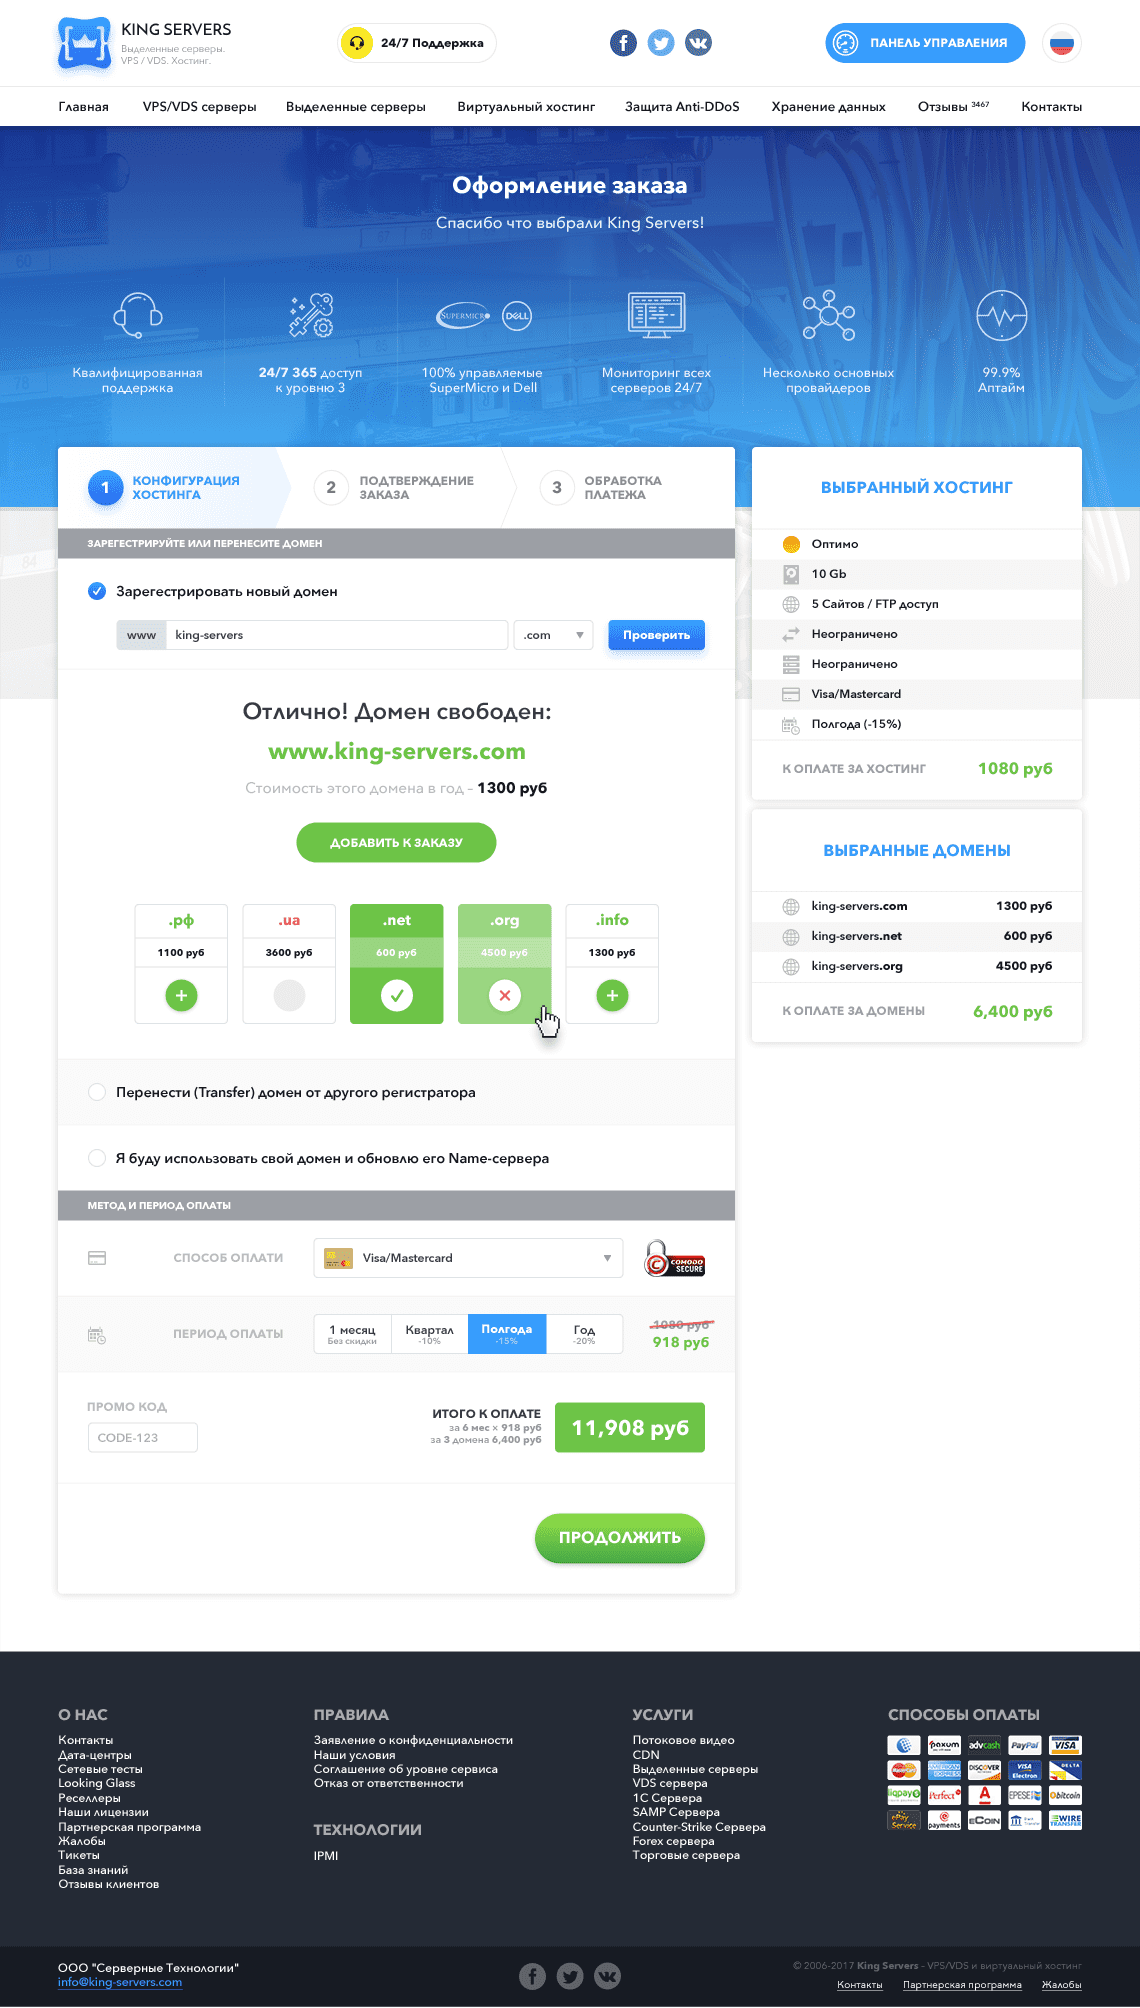 KING SERVERS
Выделенные серверы.
VPS / VDS. Хостинг.
24/7 Поддержка
ПАНЕЛЬ УПРАВЛЕНИЯ
Главная
VPS/VDS серверы
Выделенные серверы
Виртуальный хостинг
Защита Anti-DDoS
Хранение данных
Отзывы 3467
Контакты
Оформление заказа
Спасибо что выбрали King Servers!
SUPERMICRO
DELL
Квалифицированная
поддержка
24/7 365 доступ
к уровню 3
100% управляемые
SuperMicro и Dell
Мониторинг всех
серверов 24/7
Несколько основных
провайдеров
99.9%
Аптайм
1
КОНФИГУРАЦИЯ
ХОСТИНГА
2
ПОДТВЕРЖДЕНИЕ
ЗАКАЗА
3
ОБРАБОТКА
ПЛАТЕЖА
ЗАРЕГЕСТРИРУЙТЕ ИЛИ ПЕРЕНЕСИТЕ ДОМЕН
Зарегестрировать новый домен
www
king-servers
.com
Проверить
Отлично! Домен свободен:
www.king-servers.com
Стоимость этого домена в год - 1300 руб
ДОБАВИТЬ К ЗАКАЗУ
.рф
1100 руб
.ua
3600 руб
.net
600 руб
.org
4500 руб
.info
1300 руб
Перенести (Transfer) домен от другого регистратора
Я буду использовать свой домен и обновлю его Name-сервера
МЕТОД И ПЕРИОД ОПЛАТЫ
СПОСОБ ОПЛАТИ
Visa/Mastercard
COMODO
SECURE
ПЕРИОД ОПЛАТЫ
1 месяц
Без скидки
Квартал
-10%
Полгода
-15%
Год
-20%
1080 руб
918 руб
ПРОМО КОД
CODE-123
ИТОГО К ОПЛАТЕ
за 6 мес × 918 руб
за 3 домена 6,400 руб
11,908 руб
ПРОДОЛЖИТЬ
ВЫБРАННЫЙ ХОСТИНГ
Оптимо
10 Gb
5 Сайтов / FTP доступ
Неограничено
Неограничено
Visa/Mastercard
Полгода (-15%)
К ОПЛАТЕ ЗА ХОСТИНГ
1080 руб
ВЫБРАННЫЕ ДОМЕНЫ
king-servers.com 1300 руб
king-servers.net 600 руб
king-servers.org 4500 руб
К ОПЛАТЕ ЗА ДОМЕНЫ
6,400 руб
О НАС
Контакты
Дата-центры
Сетевые тесты
Looking Glass
Реселлеры
Наши лицензии
Партнерская программа
Жалобы
Тикеты
База знаний
Отзывы клиентов
ПРАВИЛА
Заявление о конфиденциальности
Наши условия
Соглашение об уровне сервиса
Отказ от ответственности
ТЕХНОЛОГИИ
IPMI
УСЛУГИ
Потоковое видео
CDN
Выделенные серверы
VDS сервера
1С Сервера
SAMP Сервера
Counter-Strike Сервера
Forex сервера
Торговые сервера
СПОСОБЫ ОПЛАТЫ
paxum
advcash
PayPal
VISA
MasterCard
AMERICAN EXPRESS
DISCOVER
VISA Electron
DELTA
liqpay
Perfect
A
EPESE
bitcoin
ePay Service
payments
eCOIN
WIRE TRANSFER
ООО "Серверные Технологии"
info@king-servers.com
© 2006-2017 King Servers - VPS/VDS и виртуальный хостинг
Контакты
Партнерская программа
Жалобы